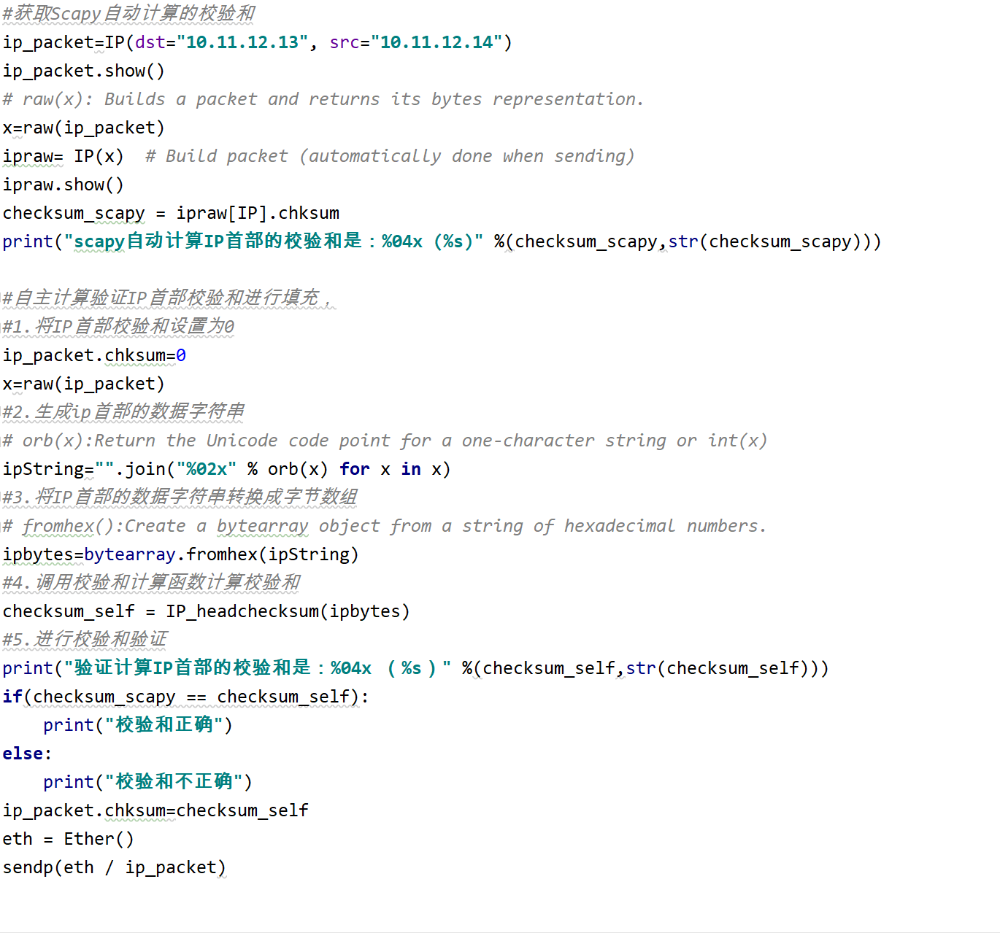 #获取Scapy自动计算的校验和
ip_packet=IP(dst="10.11.12.13", src="10.11.12.14")
ip_packet.show()
# raw(x): Builds a packet and returns its bytes representation.
x=raw(ip_packet)
ipraw= IP(x)  # Build packet (automatically done when sending)
ipraw.show()
checksum_scapy = ipraw[IP].chksum
print("scapy自动计算IP首部的校验和是：%04x (%s)" %(checksum_scapy,str(checksum_scapy)))
#自主计算验证IP首部校验和进行填充，
#1.将IP首部校验和设置为0
ip_packet.chksum=0
x=raw(ip_packet)
#2.生成ip首部的数据字符串
# orb(x):Return the Unicode code point for a one-character string or int(x)
ipString="".join("%02x" % orb(x) for x in x)
#3.将IP首部的数据字符串转换成字节数组
# fromhex():Create a bytearray object from a string of hexadecimal numbers.
ipbytes=bytearray.fromhex(ipString)
#4.调用校验和计算函数计算校验和
checksum_self = IP_headchecksum(ipbytes)
#5.进行校验和验证
print("验证计算IP首部的校验和是：%04x （%s）" %(checksum_self,str(checksum_self)))
if(checksum_scapy == checksum_self):
    print("校验和正确")
else:
    print("校验和不正确")
ip_packet.chksum=checksum_self
eth = Ether()
sendp(eth / ip_packet)